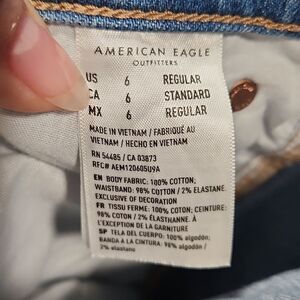 AMERICAN EAGLE
OUTFITTERS
US 6 REGULAR
CA 6 STANDARD
MX 6 REGULAR
MADE IN VIETNAM / FABRIQUÉ AU
VIETNAM / HECHO EN VIETNAM
RN 54485 / CA 03873
RFC# AEM120605U9A
EN BODY FABRIC: 100% COTTON;
WAISTBAND: 98% COTTON / 2% ELASTANE.
EXCLUSIVE OF DECORATION
FR TISSU FERME: 100% COTON; CEINTURE:
98% COTON / 2% ÉLASTHANNE. À
L'EXCEPTION DE LA GARNITURE
SP TELA DEL CUERPO: 100% algodón;
BANDA A LA CINTURA: 98% algodón /
2% elastano